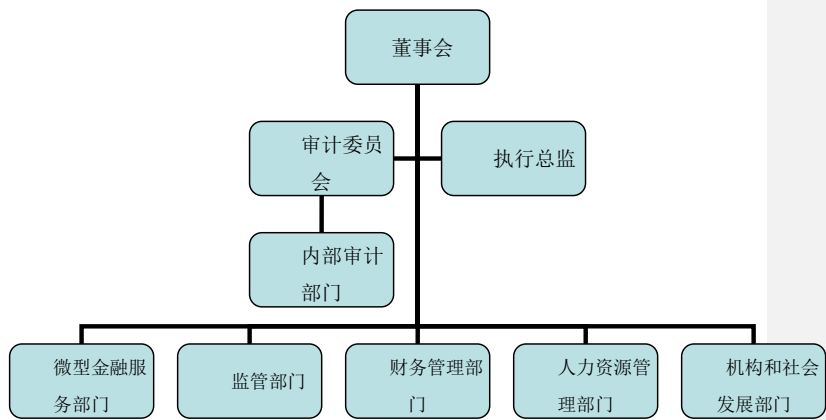 董事会
审计委员
会
执行总监
内部审计
部门
微型金融服
务部门
监管部门
财务管理部
门
人力资源管
理部门
机构和社会
发展部门